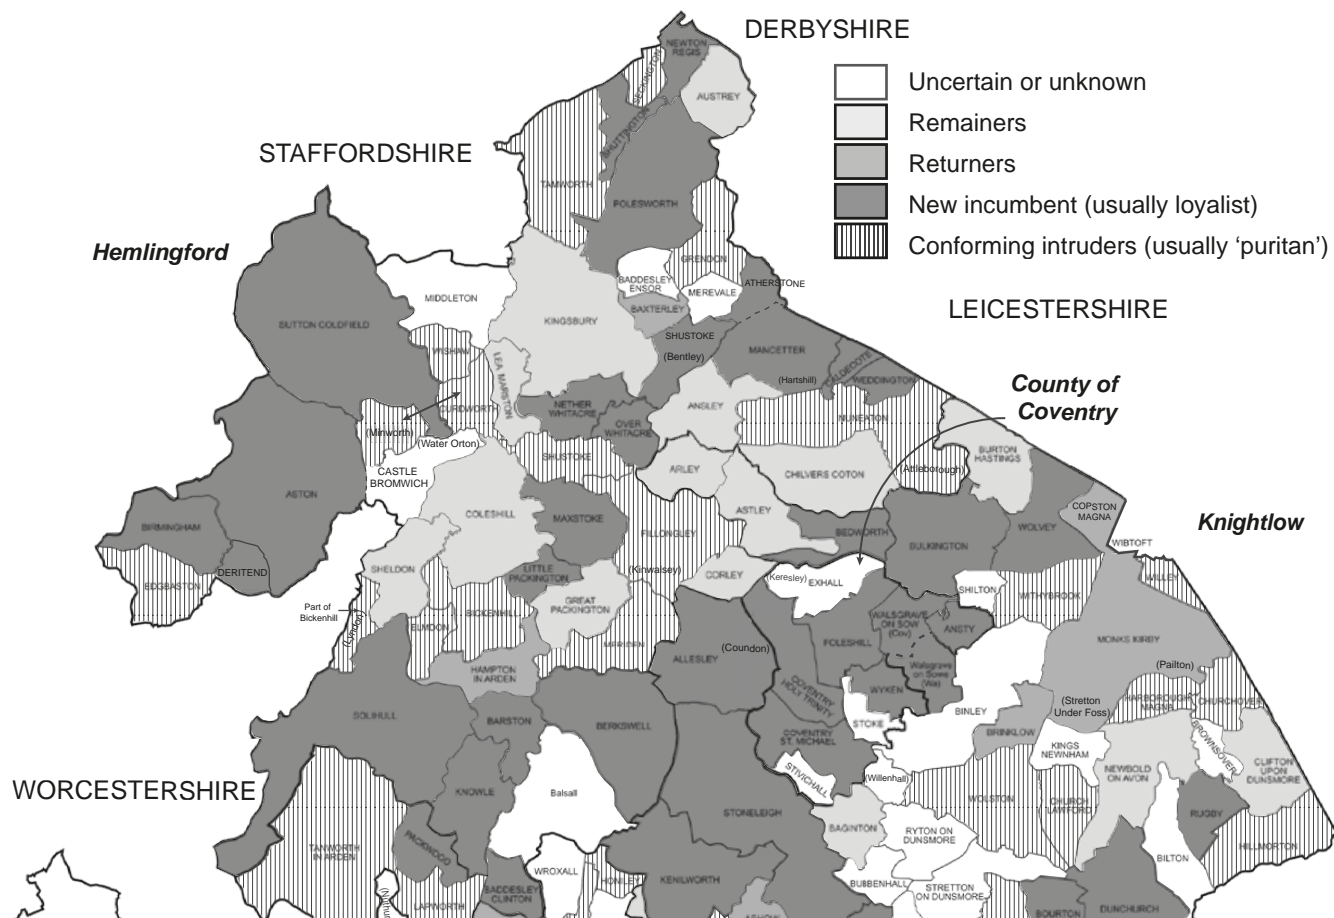 DERBYSHIRE
Uncertain or unknown
Remainers
Returners
New incumbent (usually loyalist)
Conforming intruders (usually ‘puritan’)
STAFFORDSHIRE
Hemlingford
LEICESTERSHIRE
County of
Coventry
Knightlow
WORCESTERSHIRE
NEWTON
REGIS
SECKINGTON
AUSTREY
SHUTTINGTON
TAMWORTH
POLESWORTH
GRENDON
BADDESLEY
ENSOR
MEREVALE
ATHERSTONE
MIDDLETON
BAXTERLEY
KINGSBURY
SUTTON COLDFIELD
SHUSTOKE
(Bentley)
MANCETTER
WISHAW
LEA MARSTON
(Hartshill)
CALDECOTE
WEDDINGTON
CURDWORTH
NETHER
WHITACRE
ANSLEY
NUNEATON
OVER
WHITACRE
(Minworth)
(Water Orton)
SHUSTOKE
BURTON
HASTINGS
CASTLE
BROMWICH
ARLEY
CHILVERS COTON
(Attleborough)
ASTON
COLESHILL
MAXSTOKE
ASTLEY
COPSTON
MAGNA
BIRMINGHAM
FILLONGLEY
BEDWORTH
BULKINGTON
WOLVEY
WIBTOFT
DERITEND
EDGBASTON
SHELDON
LITTLE
PACKINGTON
(Kinwalsey)
CORLEY
(Keresley)
EXHALL
SHILTON
WITHYBROOK
WILLEY
Part of
Bickenhill
(Lyndon)
ELMDON
BICKENHILL
GREAT
PACKINGTON
MERIDEN
WALSGRAVE
ON SOW
(Cov)
ANSTY
FOLESHILL
MONKS KIRBY
ALLESLEY
(Coundon)
HAMPTON
IN ARDEN
Walsgrave
on Sowe
(Wa)
(Pailton)
WYKEN
COVENTRY
HOLY TRINITY
(Stretton
Under Foss)
HARBOROUGH
MAGNA
CHURCHOVER
SOLIHULL
BARSTON
BERKSWELL
STOKE
BINLEY
BRINKLOW
BROWNSOVER
COVENTRY
ST. MICHAEL
KINGS
NEWNHAM
STIVICHALL
(Willenhall)
NEWBOLD
ON AVON
CLIFTON
UPON
DUNSMORE
KNOWLE
Balsall
WOLSTON
CHURCH
LAWFORD
STONELEIGH
RUGBY
BAGINTON
RYTON ON
DUNSMORE
TANWORTH
IN ARDEN
PACKWOOD
HILLMORTON
BILTON
WROXALL
HONILEY
KENILWORTH
BUBBENHALL
STRETTON
ON DUNSMORE
BADDESLEY
CLINTON
LAPWORTH
BOURTON
DUNCHURCH